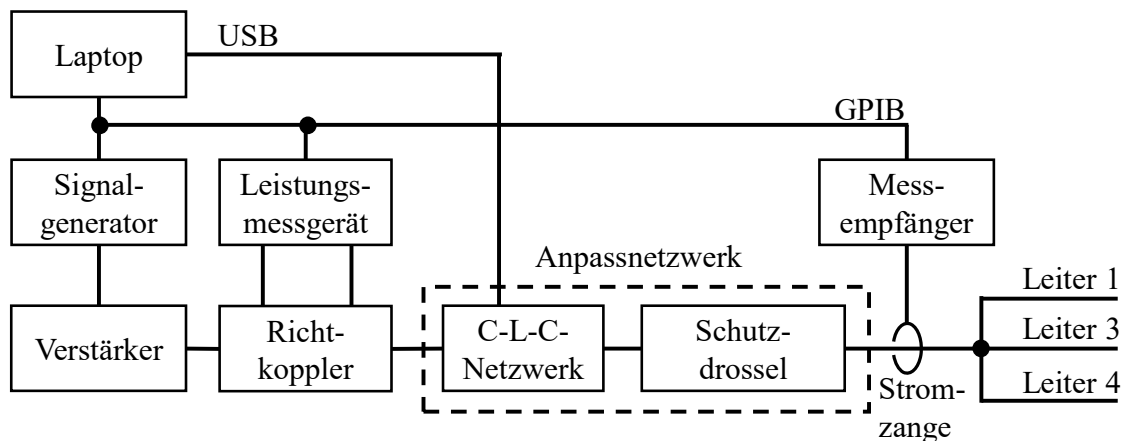 Laptop
USB
GPIB
Signal-
generator
Leistungs-
messgerät
Mess-
empfänger
Anpassnetzwerk
Verstärker
Richt-
koppler
C-L-C-
Netzwerk
Schutz-
drossel
Strom-
zange
Leiter 1
Leiter 3
Leiter 4